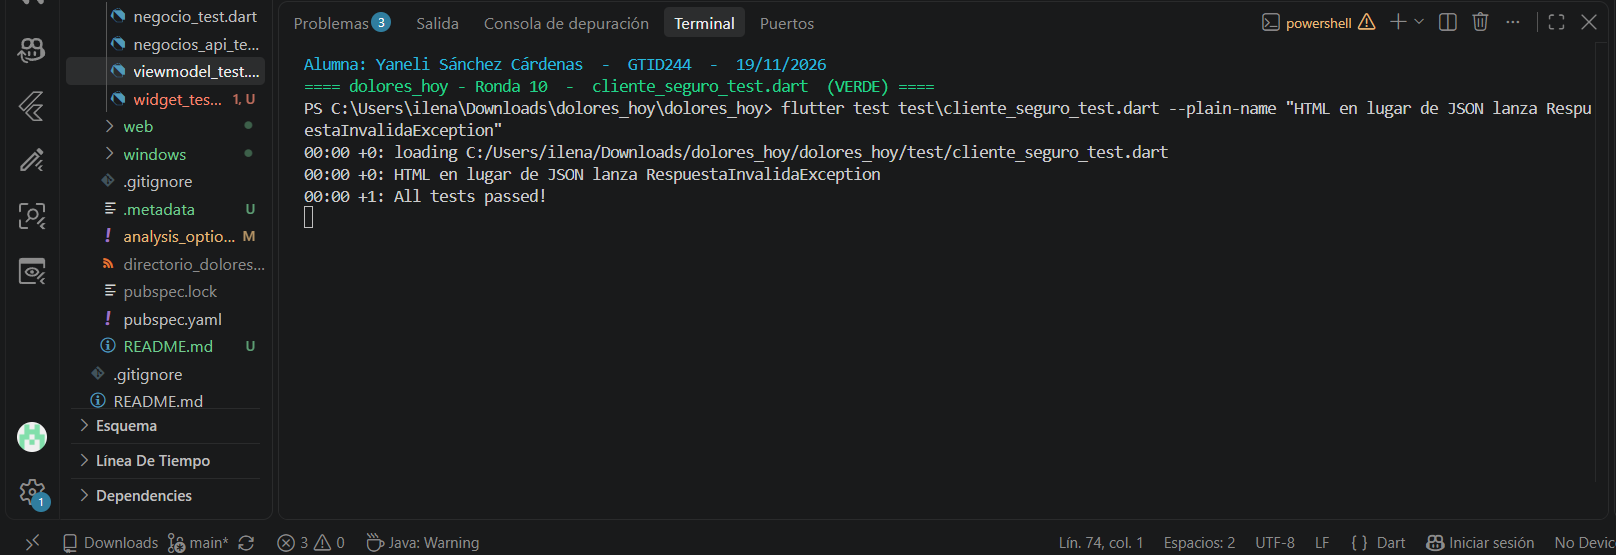 negocio_test.dart
negocios_api_te...
viewmodel_test....
widget_tes... 1, U
web
windows
.gitignore
.metadata U
analysis_optio... M
directorio_dolores...
pubspec.lock
pubspec.yaml
README.md U
.gitignore
README.md
Esquema
Línea De Tiempo
Dependencies
1
Problemas 3 Salida Consola de depuración Terminal Puertos powershell
Alumna: Yaneli Sánchez Cárdenas - GTID244 - 19/11/2026
==== dolores_hoy - Ronda 10 - cliente_seguro_test.dart (VERDE) ====
PS C:\Users\ilena\Downloads\dolores_hoy\dolores_hoy> flutter test test\cliente_seguro_test.dart --plain-name "HTML en lugar de JSON lanza Respu
estaInvalidaException"
00:00 +0: loading C:/Users/ilena/Downloads/dolores_hoy/dolores_hoy/test/cliente_seguro_test.dart
00:00 +0: HTML en lugar de JSON lanza RespuestaInvalidaException
00:00 +1: All tests passed!
Downloads main* 3 0 Java: Warning Lín. 74, col. 1 Espacios: 2 UTF-8 LF { } Dart Iniciar sesión No Devic